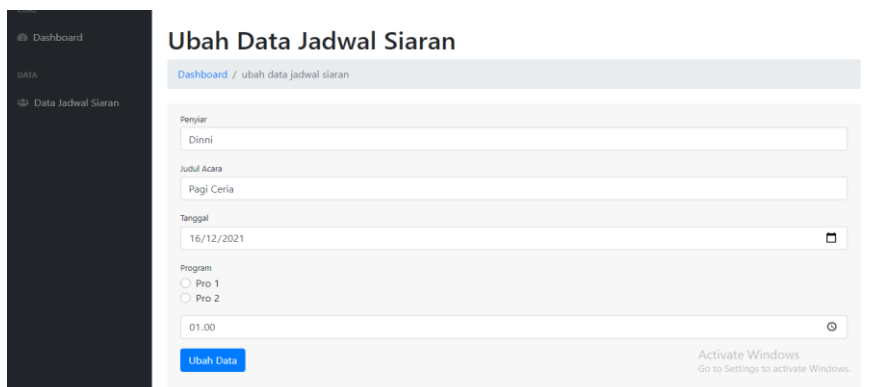 Dashboard
DATA
Data Jadwal Siaran
Ubah Data Jadwal Siaran
Dashboard / ubah data jadwal siaran
Penyiar
Dinni
Judul Acara
Pagi Ceria
Tanggal
16/12/2021
Program
Pro 1
Pro 2
01.00
Ubah Data
Activate Windows
Go to Settings to activate Windows.